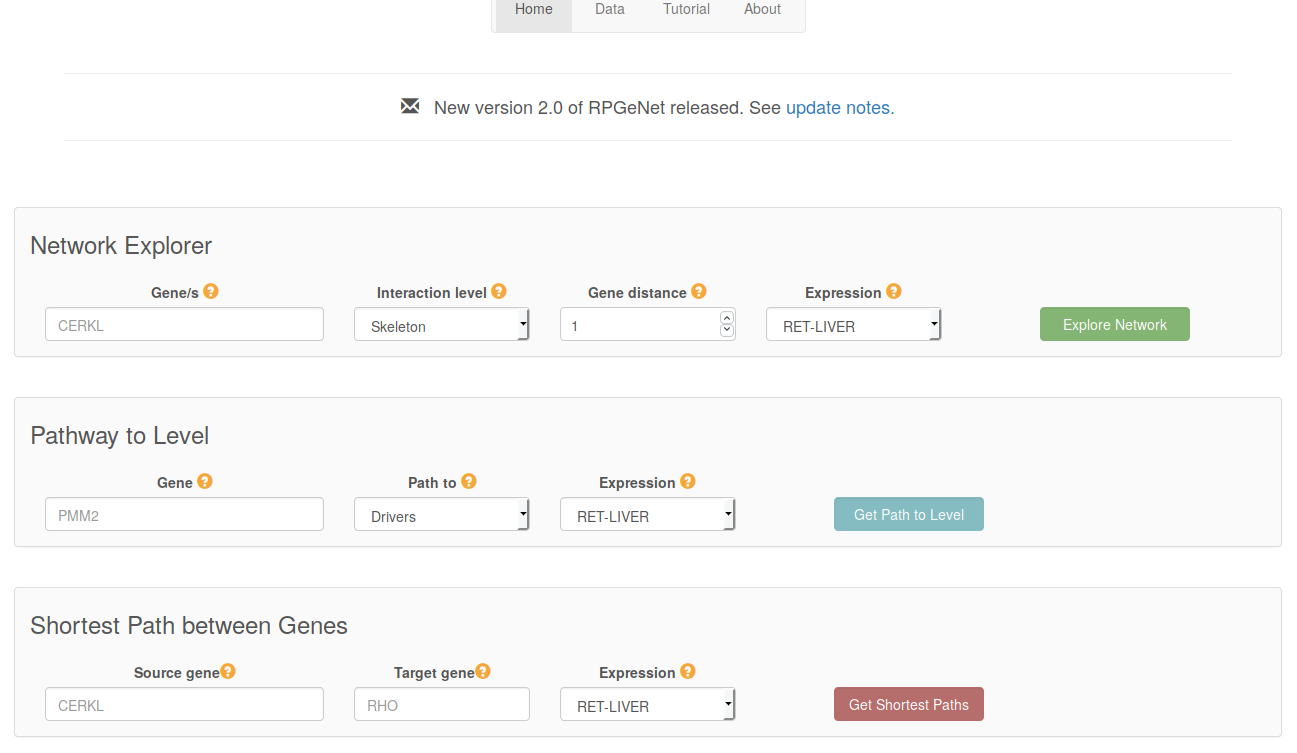 Home Data Tutorial About
New version 2.0 of RPGeNet released. See update notes.
Network Explorer
Gene/s ? Interaction level ? Gene distance ? Expression ?
CERKL Skeleton 1 RET-LIVER Explore Network
Pathway to Level
Gene ? Path to ? Expression ?
PMM2 Drivers RET-LIVER Get Path to Level
Shortest Path between Genes
Source gene? Target gene? Expression ?
CERKL RHO RET-LIVER Get Shortest Paths